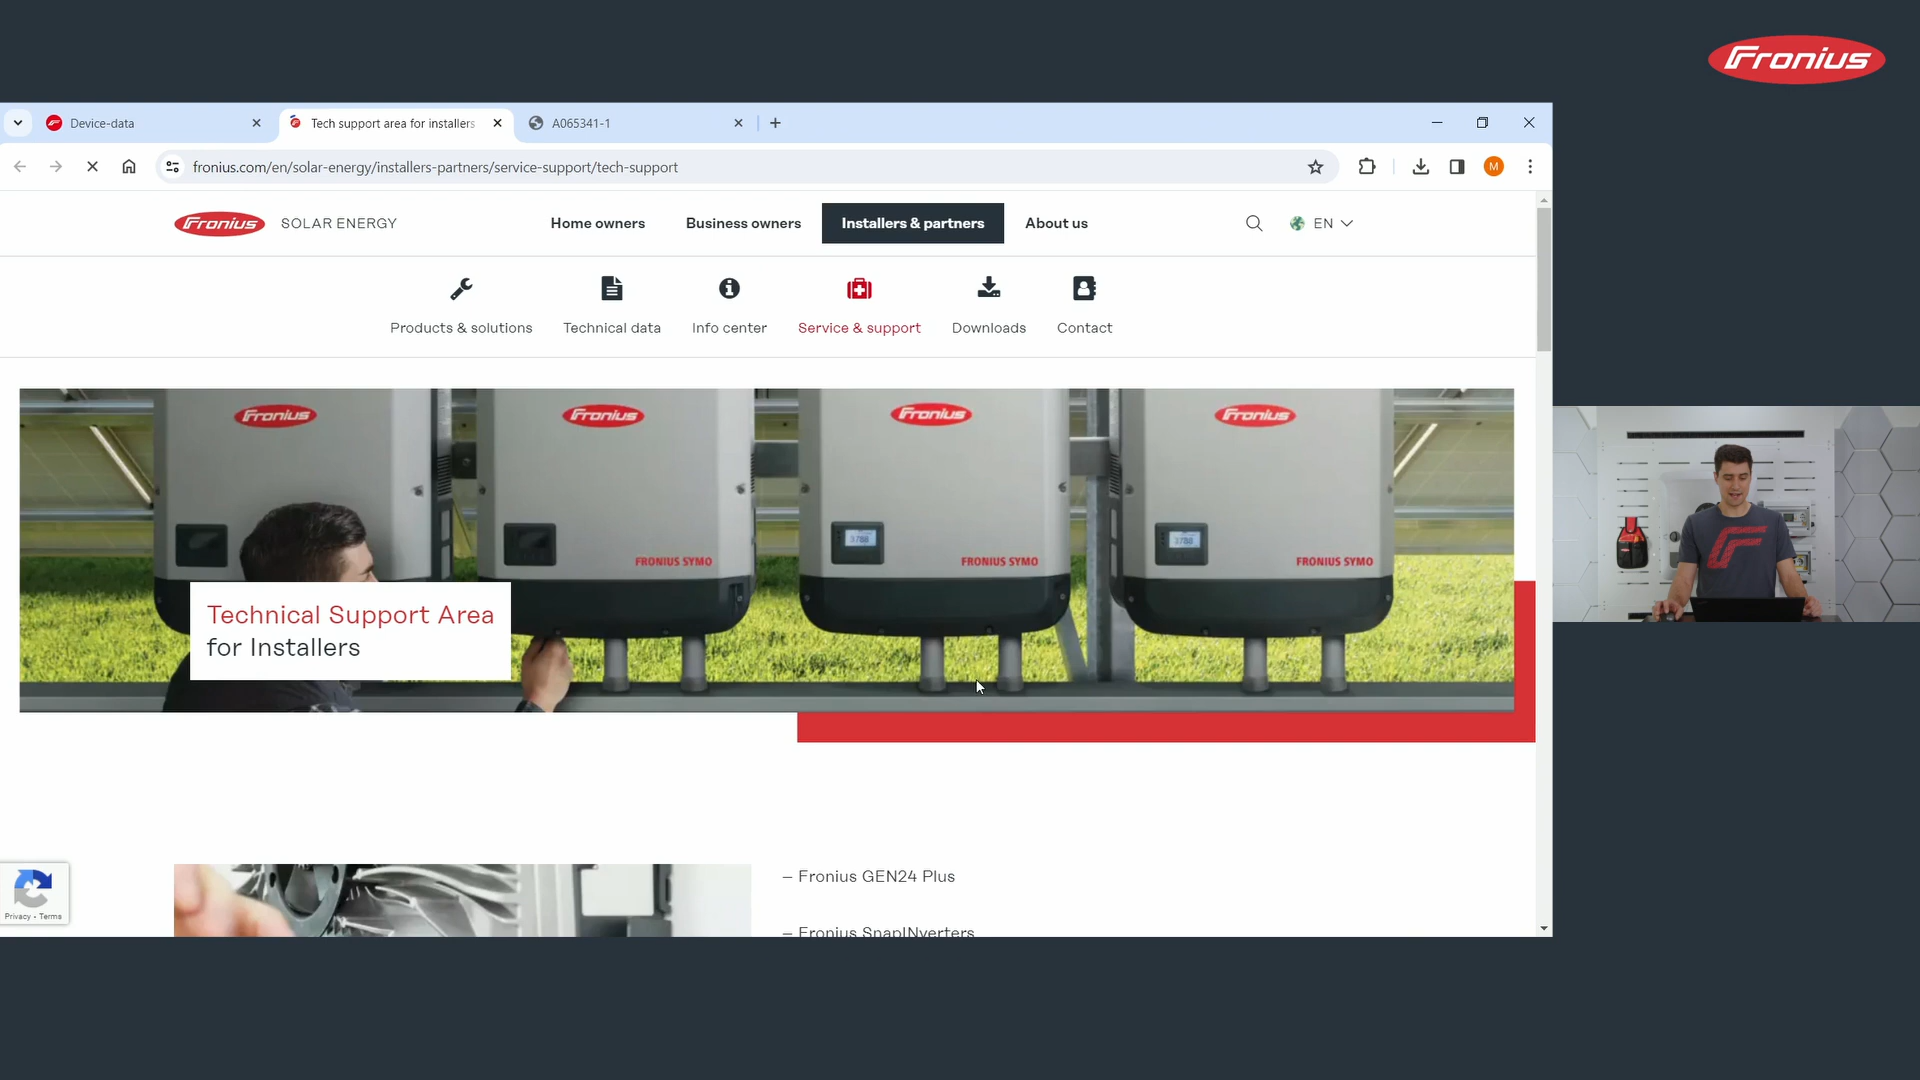 Fronius
Device-data
Tech support area for installers
A065341-1
fronius.com/en/solar-energy/installers-partners/service-support/tech-support
M
Fronius
SOLAR ENERGY
Home owners
Business owners
Installers & partners
About us
EN
Products & solutions
Technical data
Info center
Service & support
Downloads
Contact
Fronius
Fronius
Fronius
Fronius
3788
3788
FRONIUS SYMO
FRONIUS SYMO
FRONIUS SYMO
Technical Support Area
for Installers
– Fronius GEN24 Plus
– Fronius SnapINverters
Privacy - Terms